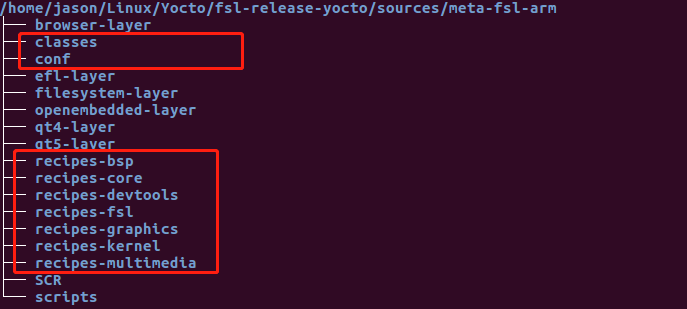 /home/jason/Linux/Yocto/fsl-release-yocto/sources/meta-fsl-arm
browser-layer
classes
conf
efl-layer
filesystem-layer
openembedded-layer
qt4-layer
qt5-layer
recipes-bsp
recipes-core
recipes-devtools
recipes-fsl
recipes-graphics
recipes-kernel
recipes-multimedia
SCR
scripts